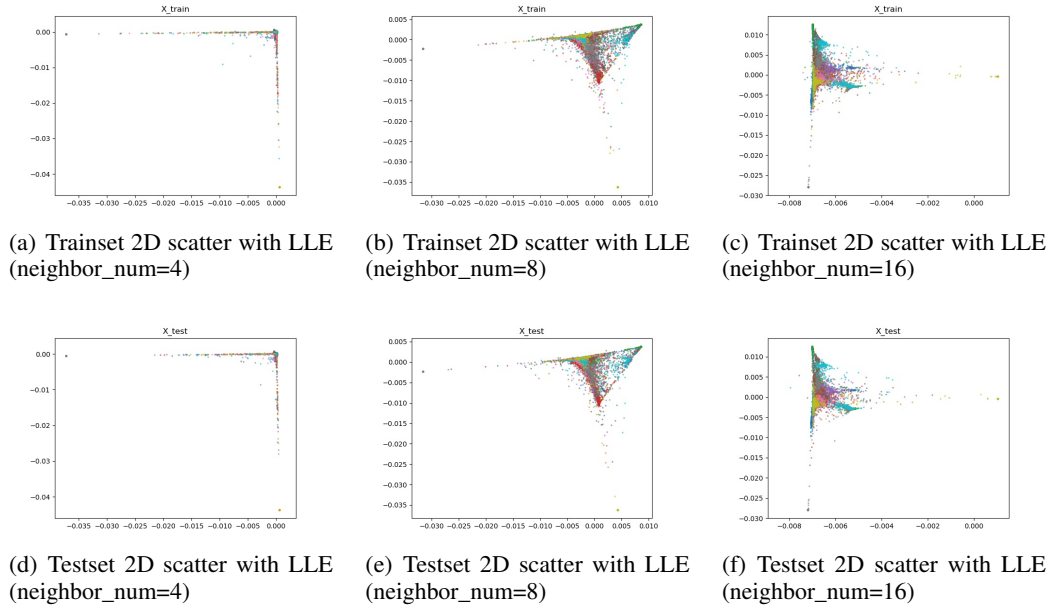 X_train
X_train
X_train
0.00
−0.01
−0.02
−0.03
−0.04
−0.035 −0.030 −0.025 −0.020 −0.015 −0.010 −0.005 0.000
0.005
0.000
−0.005
−0.010
−0.015
−0.020
−0.025
−0.030
−0.035
−0.030 −0.025 −0.020 −0.015 −0.010 −0.005 0.000 0.005 0.010
0.010
0.005
0.000
−0.005
−0.010
−0.015
−0.020
−0.025
−0.030
−0.008 −0.006 −0.004 −0.002 0.000
(a) Trainset 2D scatter with LLE
(neighbor_num=4)
(b) Trainset 2D scatter with LLE
(neighbor_num=8)
(c) Trainset 2D scatter with LLE
(neighbor_num=16)
X_test
X_test
X_test
0.00
−0.01
−0.02
−0.03
−0.04
−0.035 −0.030 −0.025 −0.020 −0.015 −0.010 −0.005 0.000
0.005
0.000
−0.005
−0.010
−0.015
−0.020
−0.025
−0.030
−0.035
−0.030 −0.025 −0.020 −0.015 −0.010 −0.005 0.000 0.005 0.010
0.010
0.005
0.000
−0.005
−0.010
−0.015
−0.020
−0.025
−0.030
−0.008 −0.006 −0.004 −0.002 0.000
(d) Testset 2D scatter with LLE
(neighbor_num=4)
(e) Testset 2D scatter with LLE
(neighbor_num=8)
(f) Testset 2D scatter with LLE
(neighbor_num=16)